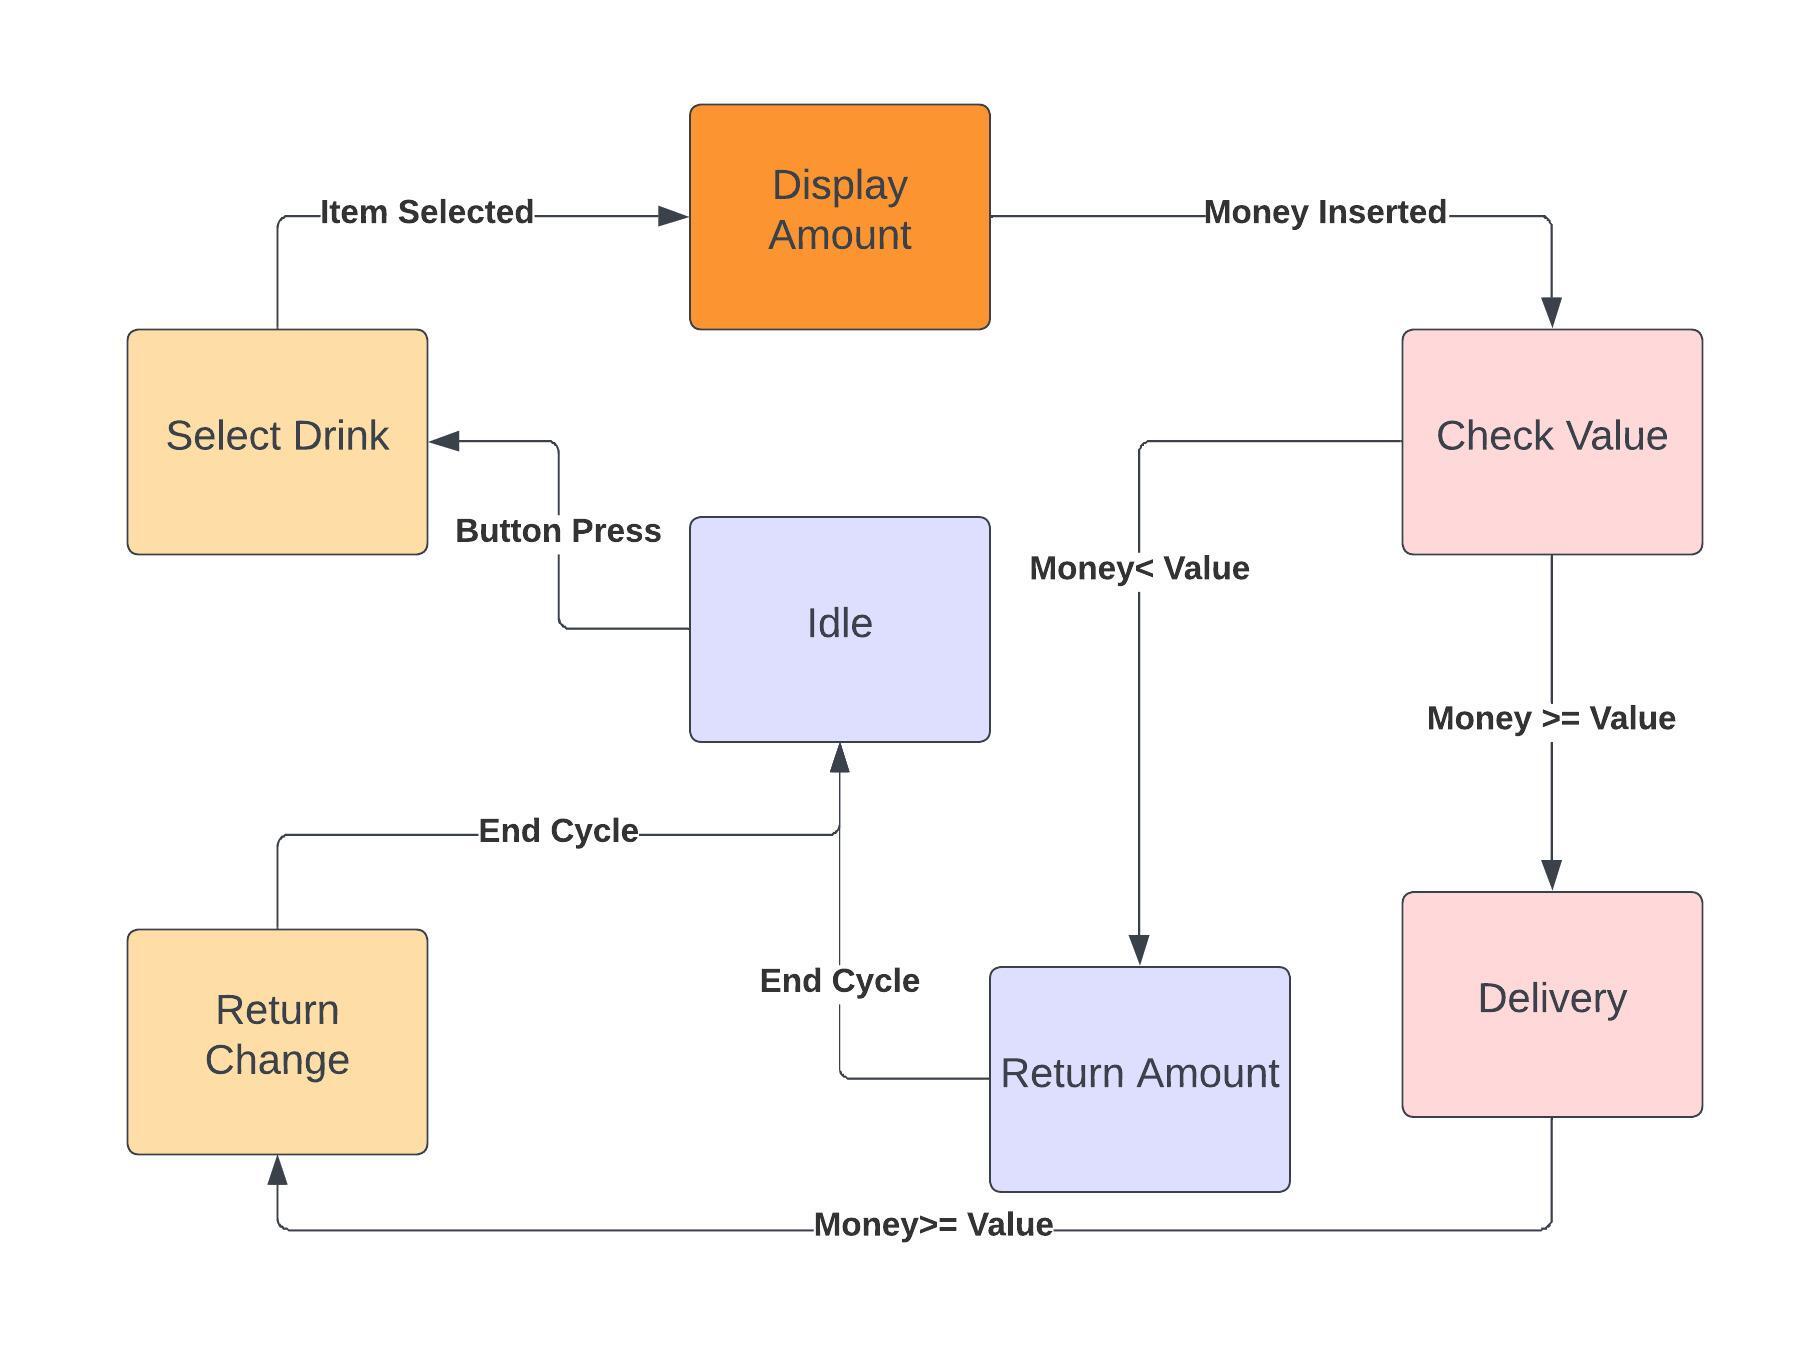 Display
Amount
Item Selected
Money Inserted
Select Drink
Check Value
Button Press
Money< Value
Idle
Money >= Value
End Cycle
End Cycle
Delivery
Return
Change
Return Amount
Money>= Value